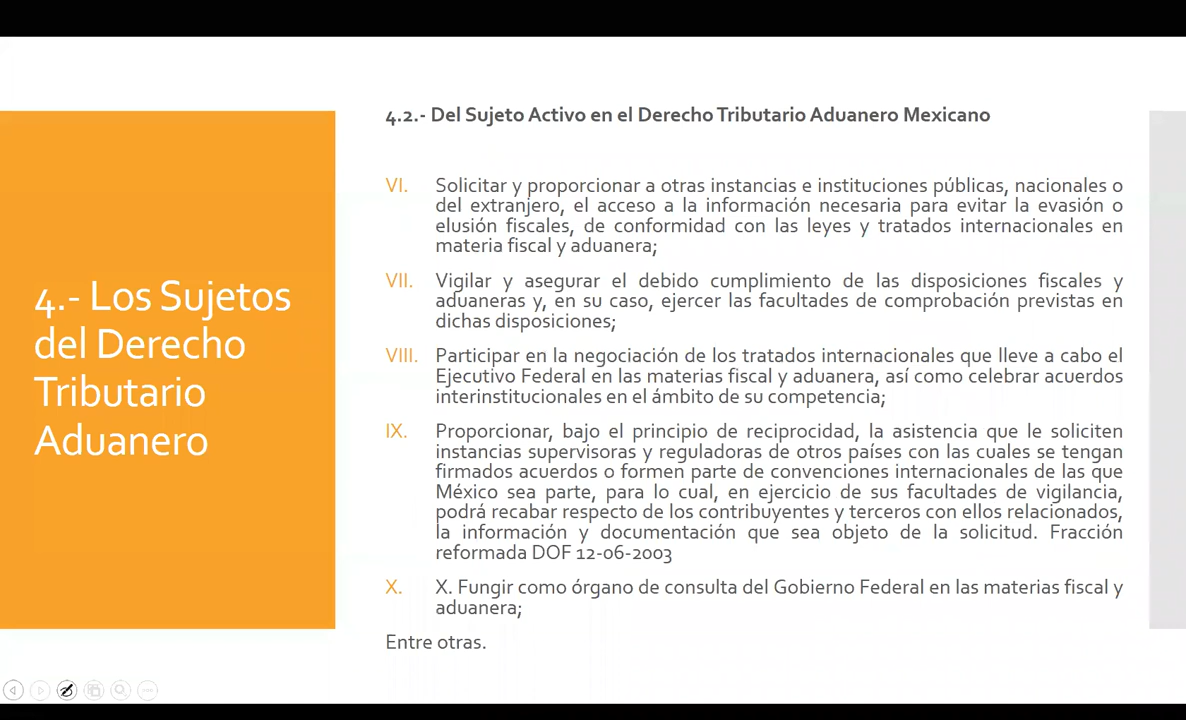 4.- Los Sujetos
del Derecho
Tributario
Aduanero
4.2.- Del Sujeto Activo en el Derecho Tributario Aduanero Mexicano
VI. Solicitar y proporcionar a otras instancias e instituciones públicas, nacionales o
del extranjero, el acceso a la información necesaria para evitar la evasión o
elusión fiscales, de conformidad con las leyes y tratados internacionales en
materia fiscal y aduanera;
VII. Vigilar y asegurar el debido cumplimiento de las disposiciones fiscales y
aduaneras y, en su caso, ejercer las facultades de comprobación previstas en
dichas disposiciones;
VIII. Participar en la negociación de los tratados internacionales que lleve a cabo el
Ejecutivo Federal en las materias fiscal y aduanera, así como celebrar acuerdos
interinstitucionales en el ámbito de su competencia;
IX. Proporcionar, bajo el principio de reciprocidad, la asistencia que le soliciten
instancias supervisoras y reguladoras de otros países con las cuales se tengan
firmados acuerdos o formen parte de convenciones internacionales de las que
México sea parte, para lo cual, en ejercicio de sus facultades de vigilancia,
podrá recabar respecto de los contribuyentes y terceros con ellos relacionados,
la información y documentación que sea objeto de la solicitud. Fracción
reformada DOF 12-06-2003
X. X. Fungir como órgano de consulta del Gobierno Federal en las materias fiscal y
aduanera;
Entre otras.